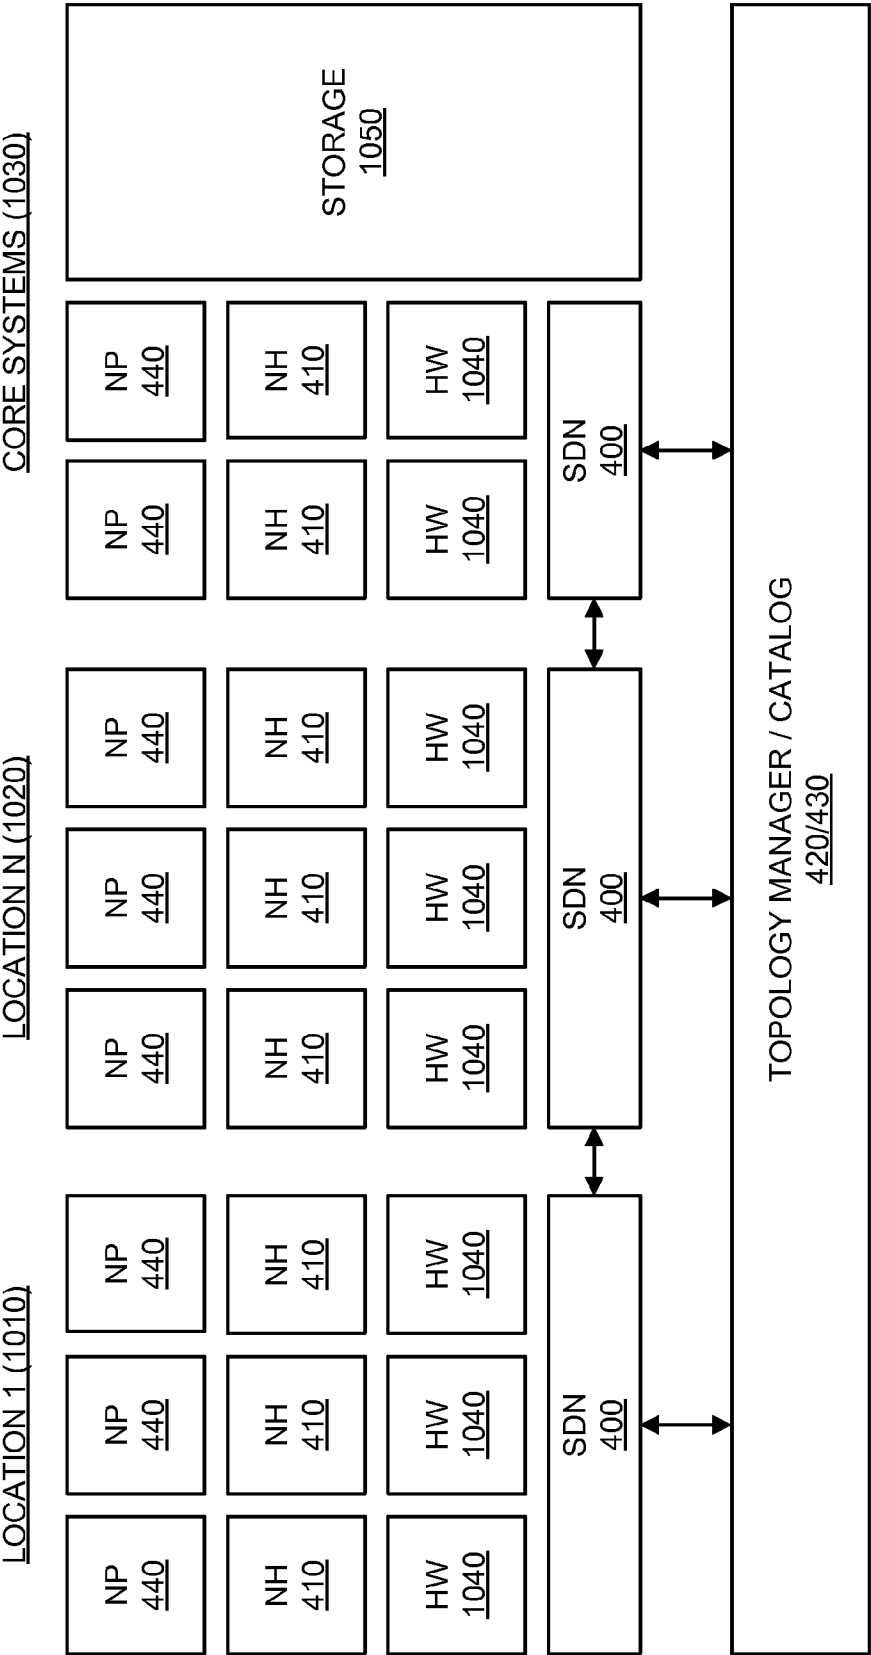 LOCATION 1 (1010)
LOCATION N (1020)
CORE SYSTEMS (1030)
NP
440
NP
440
NP
440
NP
440
NP
440
NP
440
NP
440
NP
440
STORAGE
1050
NH
410
NH
410
NH
410
NH
410
NH
410
NH
410
NH
410
NH
410
HW
1040
HW
1040
HW
1040
HW
1040
HW
1040
HW
1040
HW
1040
HW
1040
SDN
400
SDN
400
SDN
400
TOPOLOGY MANAGER / CATALOG
420/430